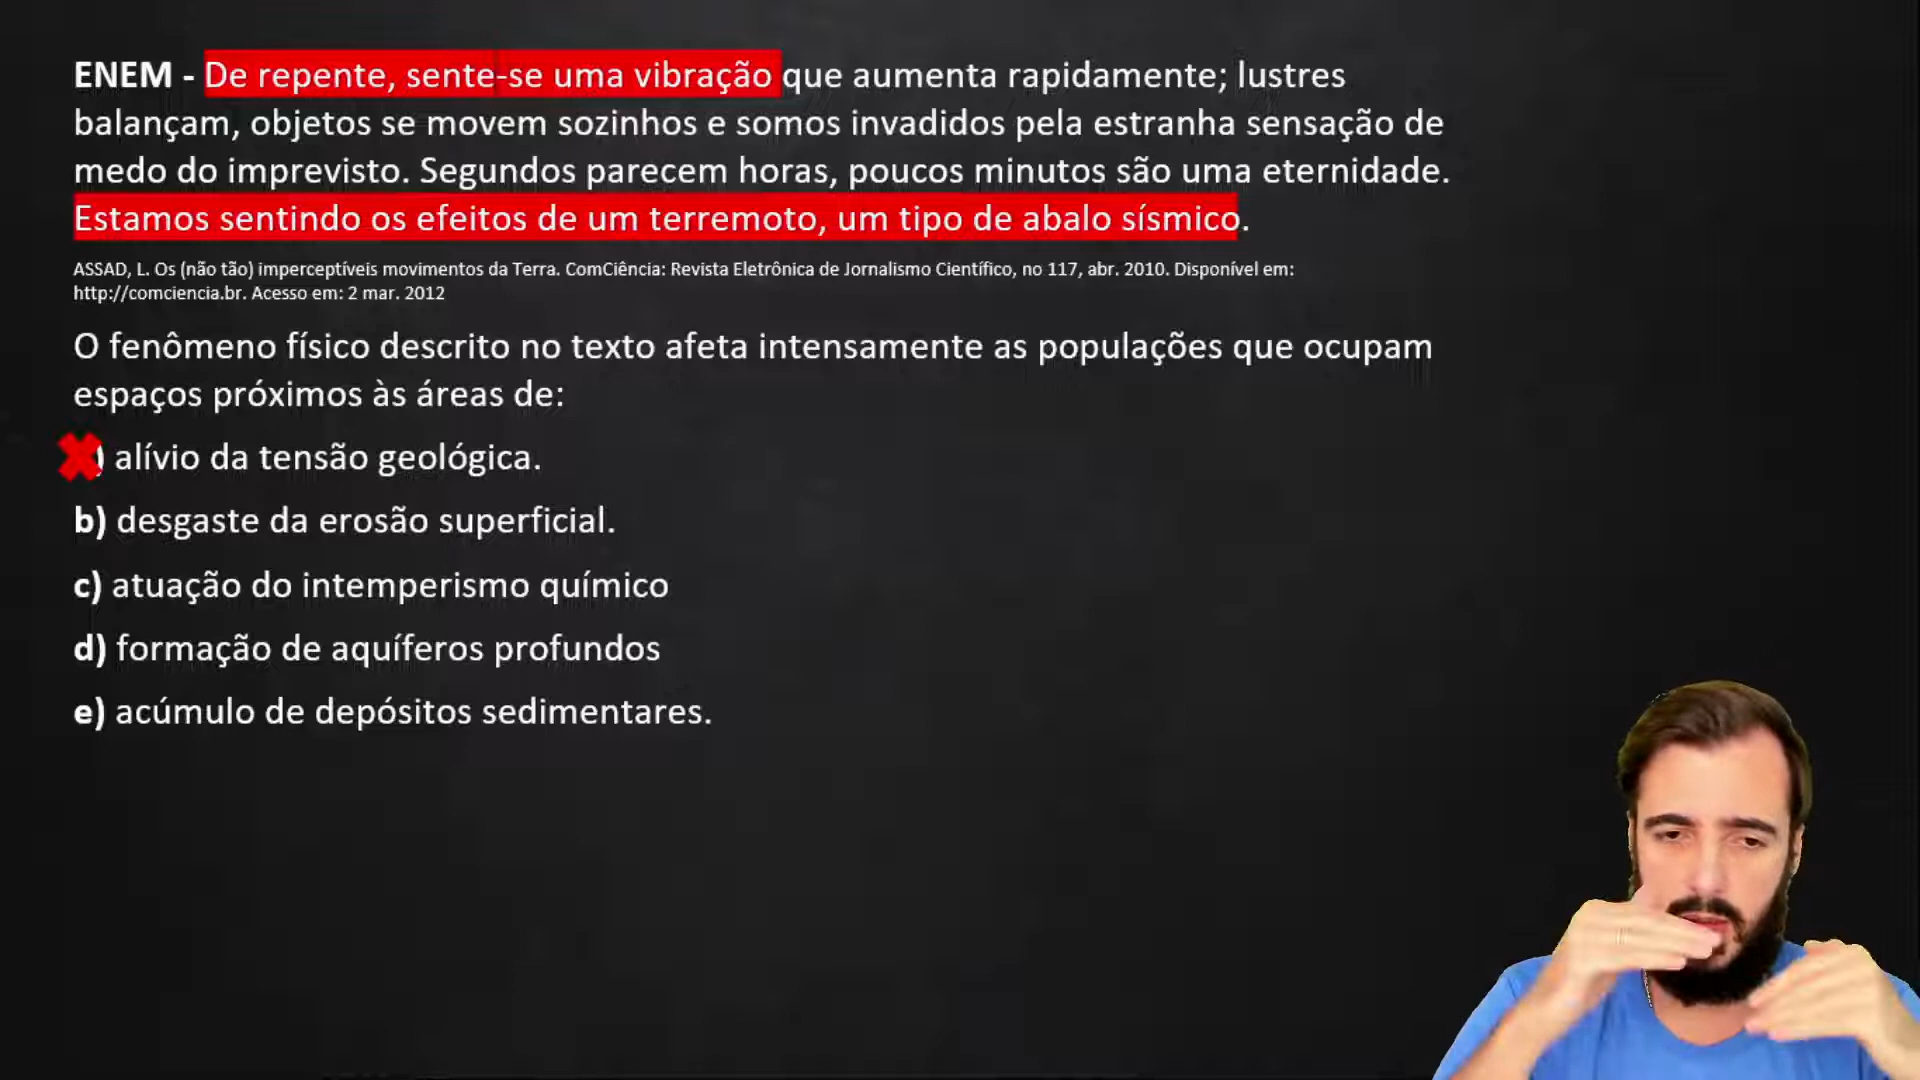 ENEM - De repente, sente-se uma vibração que aumenta rapidamente; lustres
balançam, objetos se movem sozinhos e somos invadidos pela estranha sensação de
medo do imprevisto. Segundos parecem horas, poucos minutos são uma eternidade.
Estamos sentindo os efeitos de um terremoto, um tipo de abalo sísmico.
ASSAD, L. Os (não tão) imperceptíveis movimentos da Terra. ComCiência: Revista Eletrônica de Jornalismo Científico, no 117, abr. 2010. Disponível em:
http://comciencia.br. Acesso em: 2 mar. 2012
O fenômeno físico descrito no texto afeta intensamente as populações que ocupam
espaços próximos às áreas de:
) alívio da tensão geológica.
b) desgaste da erosão superficial.
c) atuação do intemperismo químico
d) formação de aquíferos profundos
e) acúmulo de depósitos sedimentares.